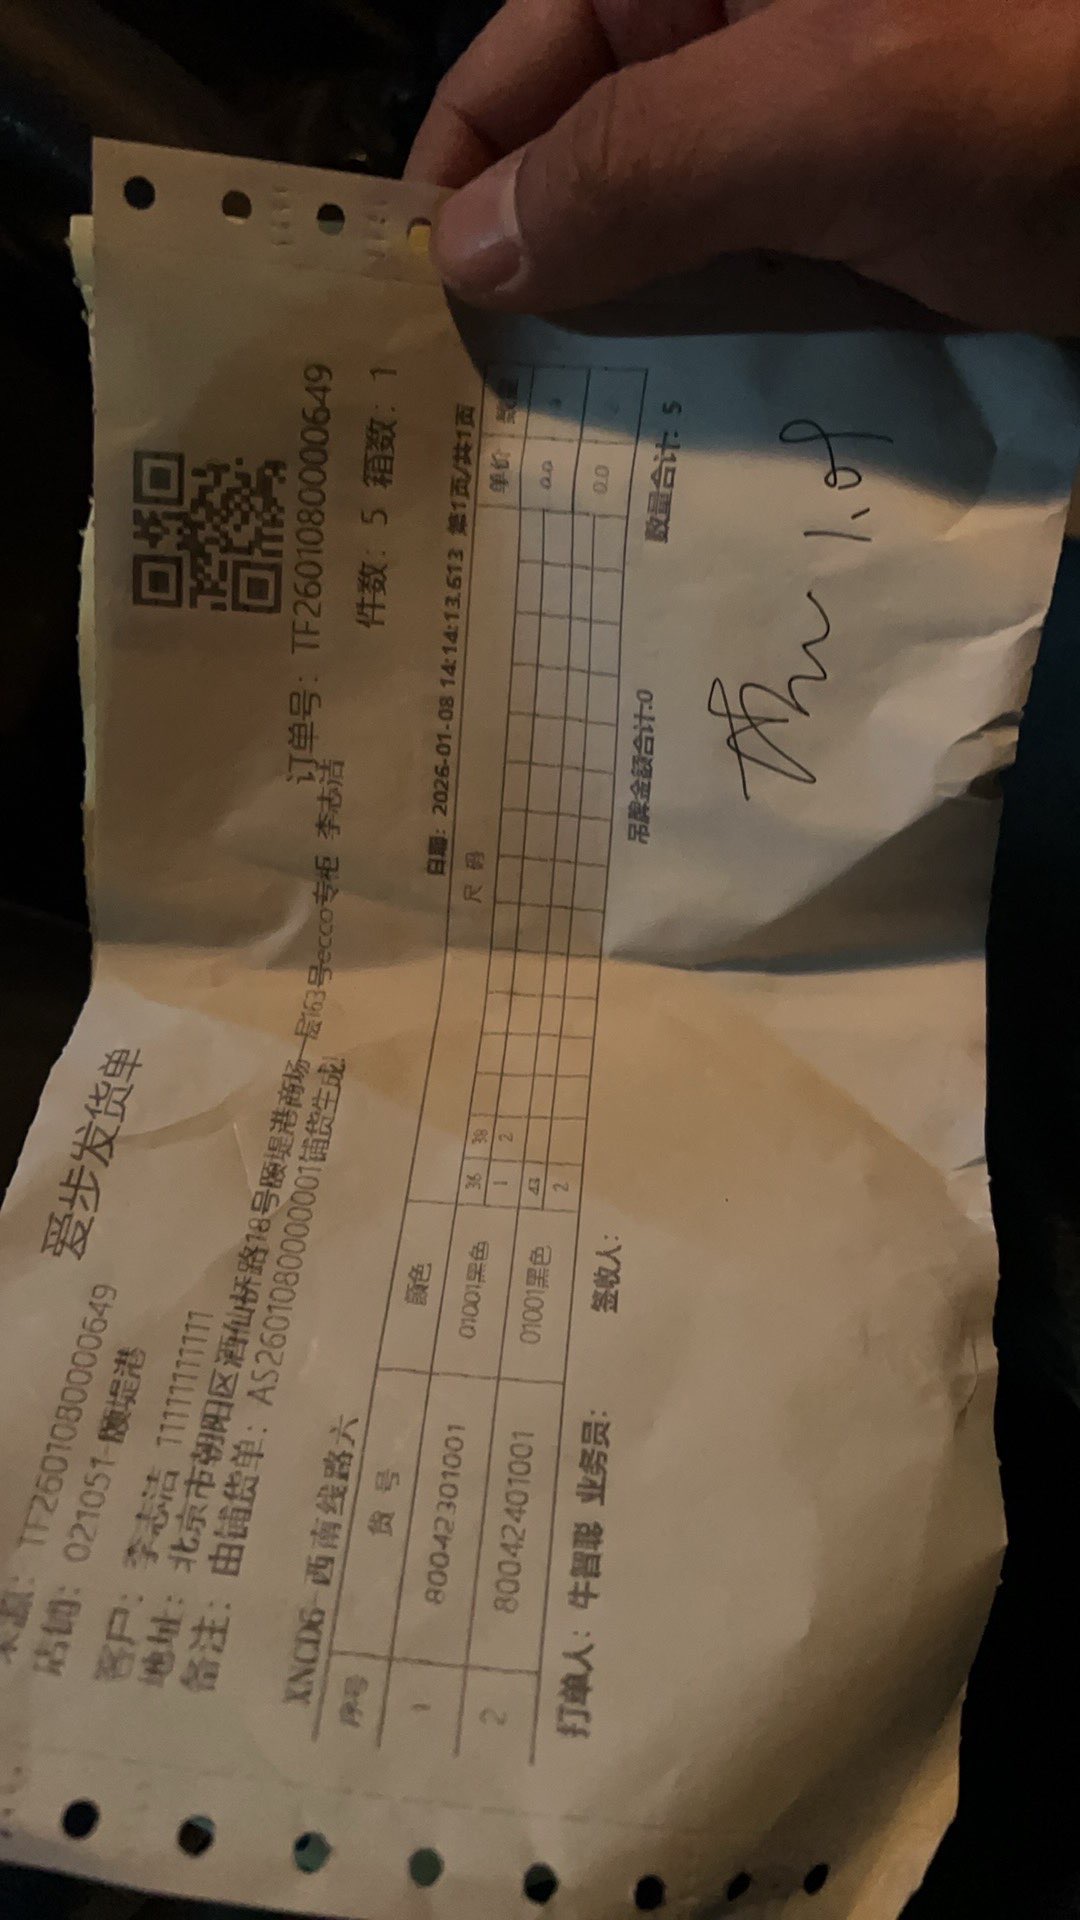 爱步发货单
来源：TF260108000​0649
店铺：021051-颐堤港
订单号：TF2601080000649
客户：李志洁 11111111111
件数：5 箱数：1
地址：北京市朝阳区酒仙桥路18号颐堤港商场一层163号ecco专柜 李志洁
备注：由铺货单：AS2601080000001铺货生成!
XNCD6-西南线路六
日期：2026-01-08 14:14:13.613 第1页/共1页
序号 货号 颜色 尺码 单价 数量
36 38
1 80042301001 01001黑色 1 2 0.0
43
2 80042401001 01001黑色 2 0.0
打单人：牛智聪 业务员： 签收人： 吊牌金额合计:0 数量合计：5
1.08